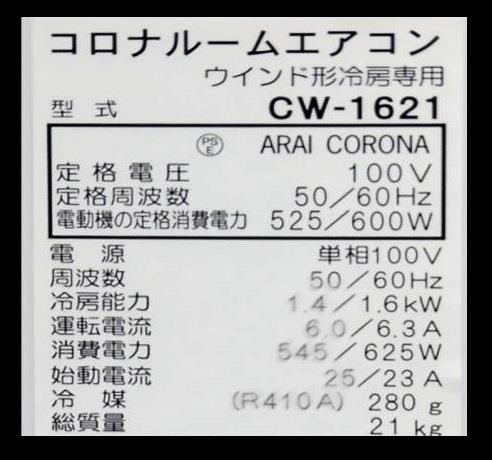 コロナルームエアコン
ウインド形冷房専用
型 式 CW-1621
PSE ARAI CORONA
定格電圧 100V
定格周波数 50/60Hz
電動機の定格消費電力 525/600W
電 源 単相100V
周波数 50/60Hz
冷房能力 1.4/1.6kW
運転電流 6.0/6.3A
消費電力 545/625W
始動電流 25/23A
冷 媒 (R410A) 280g
総質量 21kg